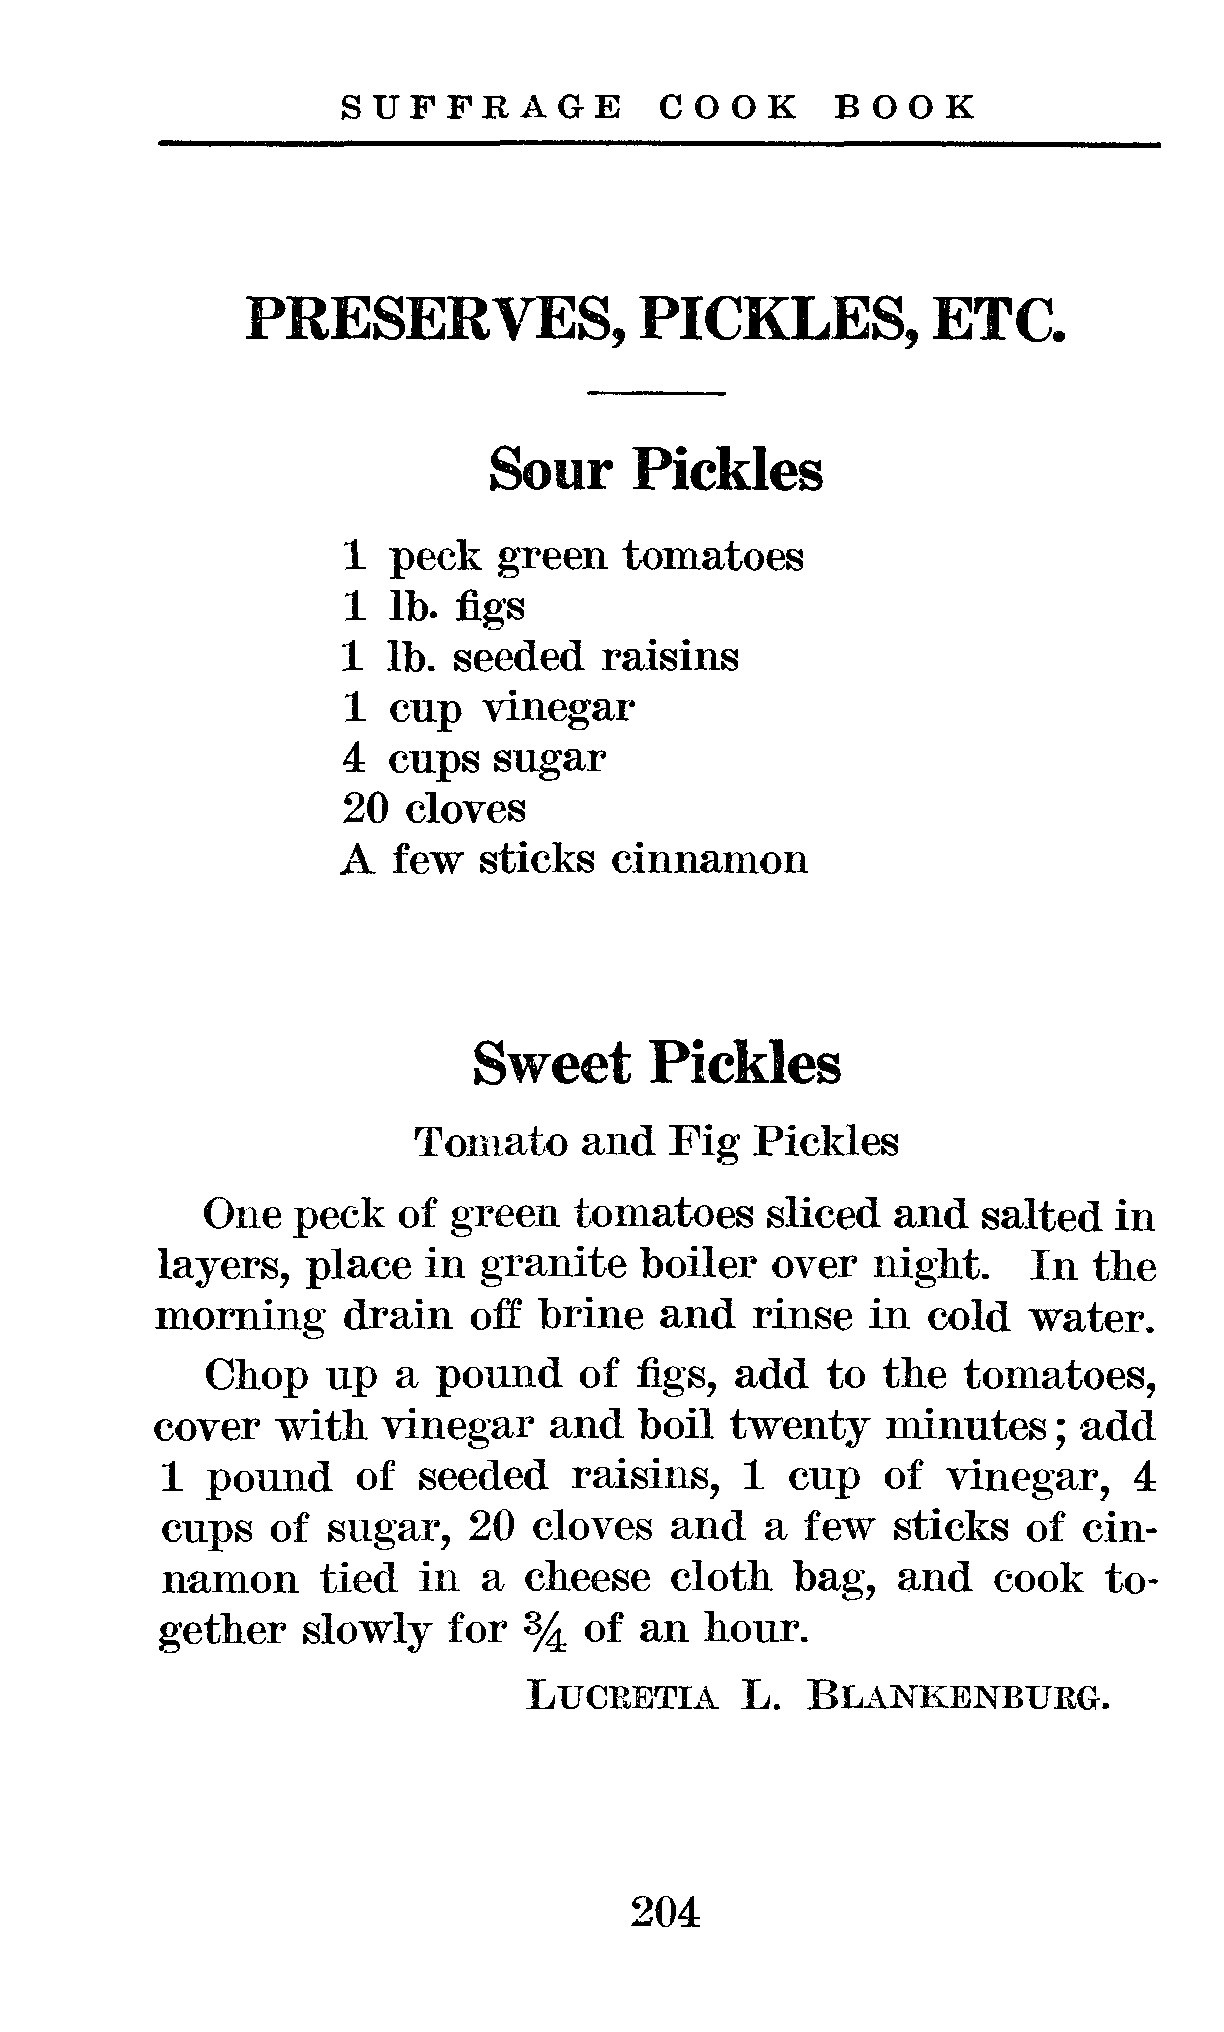 SUFFRAGE COOK BOOK
PRESERVES, PICKLES, ETC.
Sour Pickles
1 peck green tomatoes
1 lb. figs
1 lb. seeded raisins
1 cup vinegar
4 cups sugar
20 cloves
A few sticks cinnamon
Sweet Pickles
Tomato and Fig Pickles
One peck of green tomatoes sliced and salted in
layers, place in granite boiler over night. In the
morning drain off brine and rinse in cold water.
Chop up a pound of figs, add to the tomatoes,
cover with vinegar and boil twenty minutes; add
1 pound of seeded raisins, 1 cup of vinegar, 4
cups of sugar, 20 cloves and a few sticks of cin-
namon tied in a cheese cloth bag, and cook to-
gether slowly for ¾ of an hour.
LUCRETIA L. BLANKENBURG.
204